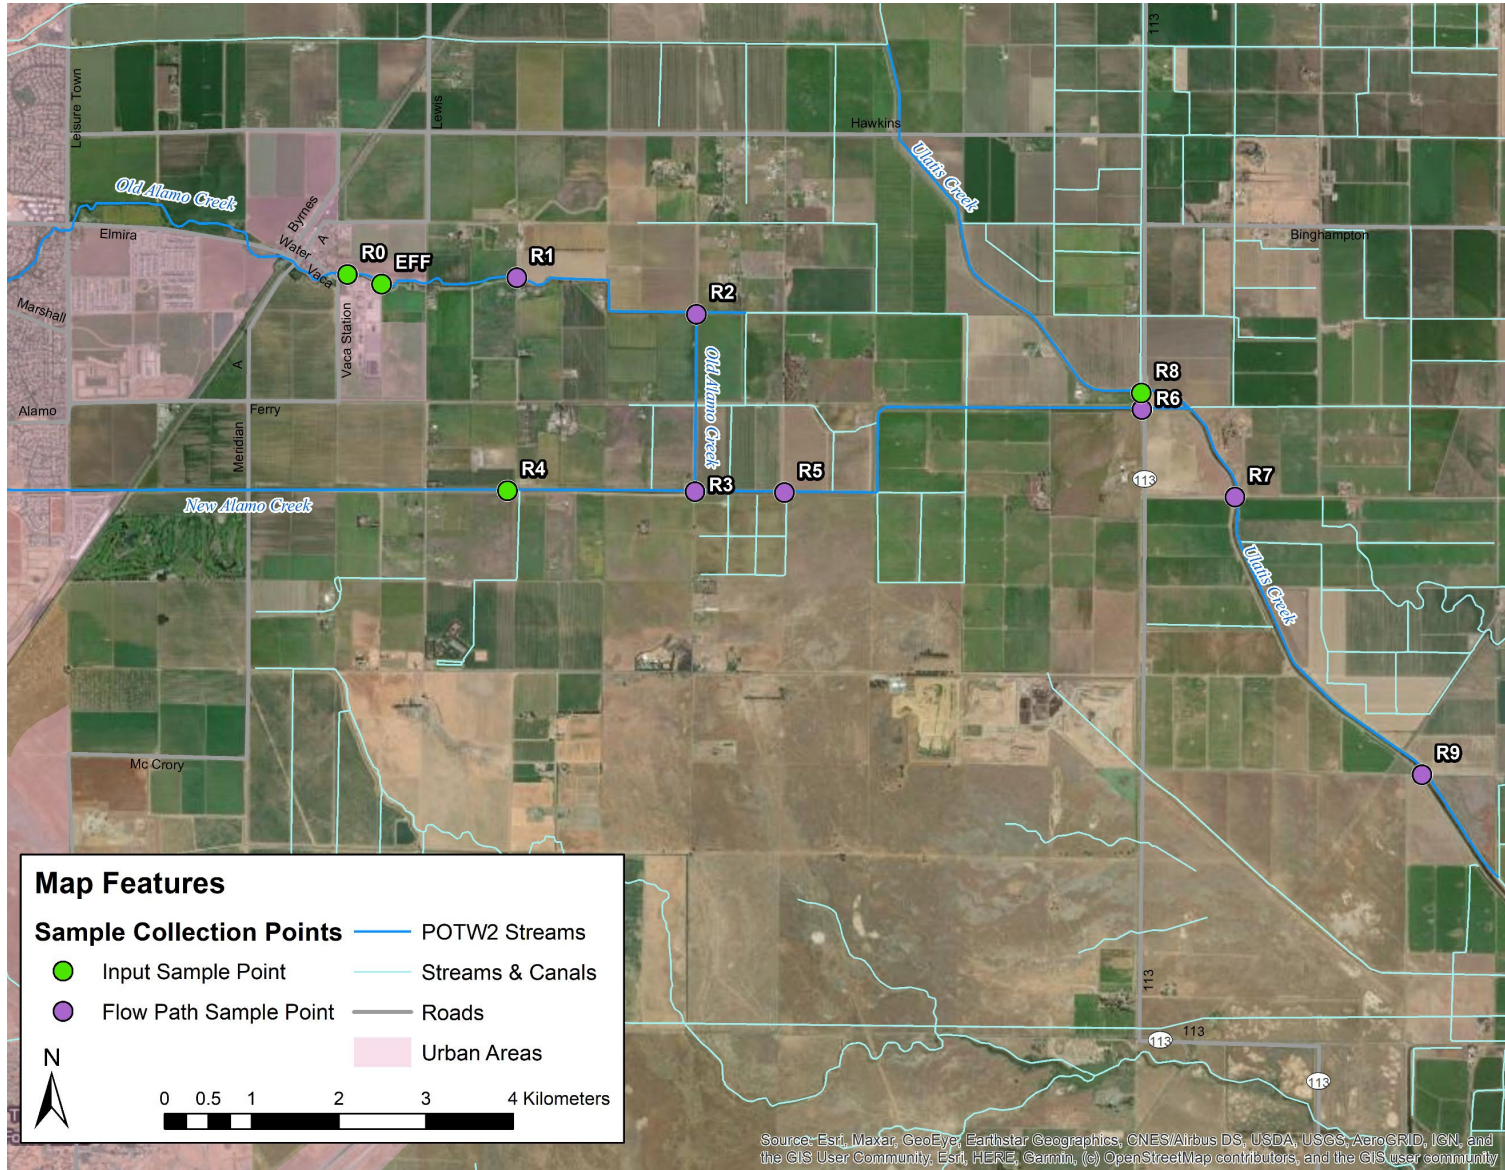 113
Leisure Town
Lewis
Hawkins
Ulatis Creek
Old Alamo Creek
Byrnes
A
Elmira
Water
Vaca
Binghampton
R0
EFF
R1
R2
Marshall
Vaca Station
A
Old Alamo Creek
R8
R6
Alamo
Ferry
Meridian
R4
R3
R5
113
R7
New Alamo Creek
Ulatis Creek
R9
Mc Crory
113
113
113
113
Map Features
Sample Collection Points
Input Sample Point
Flow Path Sample Point
POTW2 Streams
Streams & Canals
Roads
Urban Areas
N
0 0.5 1 2 3 4 Kilometers
Source: Esri, Maxar, GeoEye, Earthstar Geographics, CNES/Airbus DS, USDA, USGS, AeroGRID, IGN, and
the GIS User Community, Esri, HERE, Garmin, (c) OpenStreetMap contributors, and the GIS user community